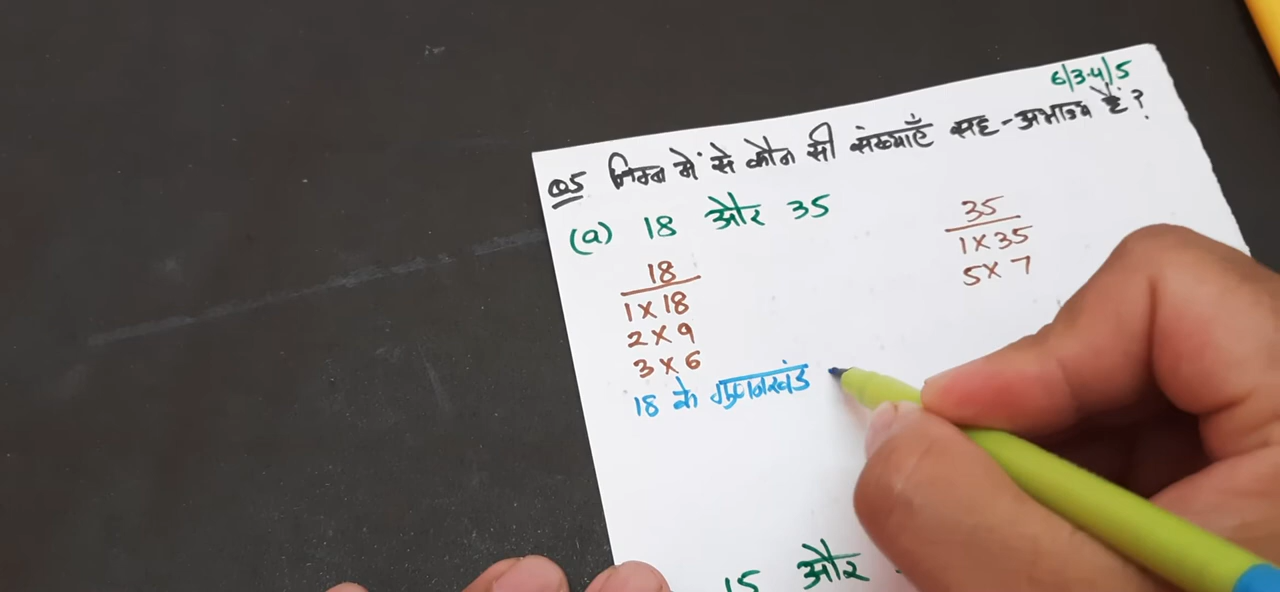 6|3.4|5
Q5 निम्न में से कौन सी संख्याएँ सह-अभाज्य हैं?
(a) 18 और 35
18
1×18
2×9
3×6
35
1×35
5×7
18 के गुणनखंड
15 और